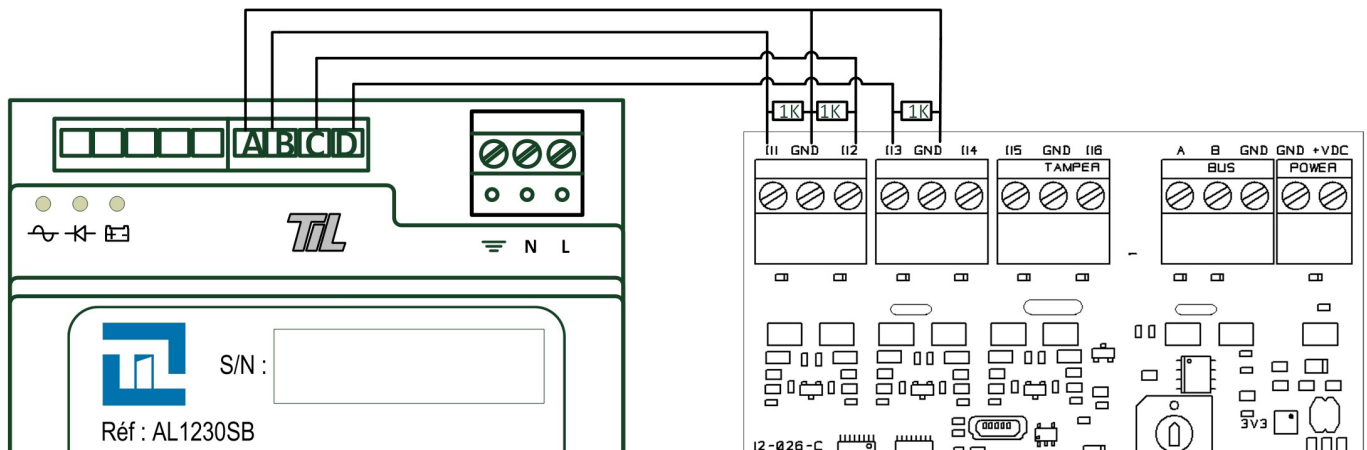 1K 1K 1K
A B C D
I1 GND I2 I3 GND I4 I5 GND I6 A B GND GND +VDC
TAMPER BUS POWER
TiL
N L
S/N :
Réf : AL1230SB
3V3
I2-026-C